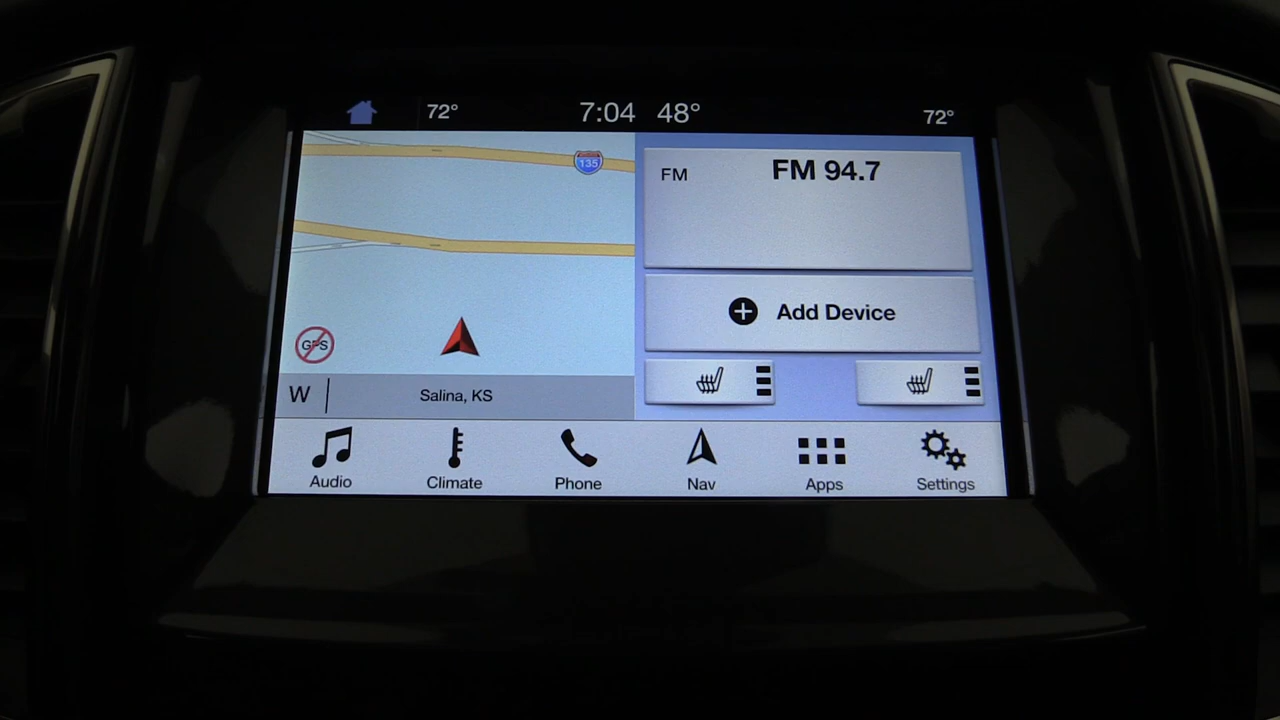 72° 7:04 48° 72°
135
FM FM 94.7
Add Device
GPS
W Salina, KS
Audio Climate Phone Nav Apps Settings